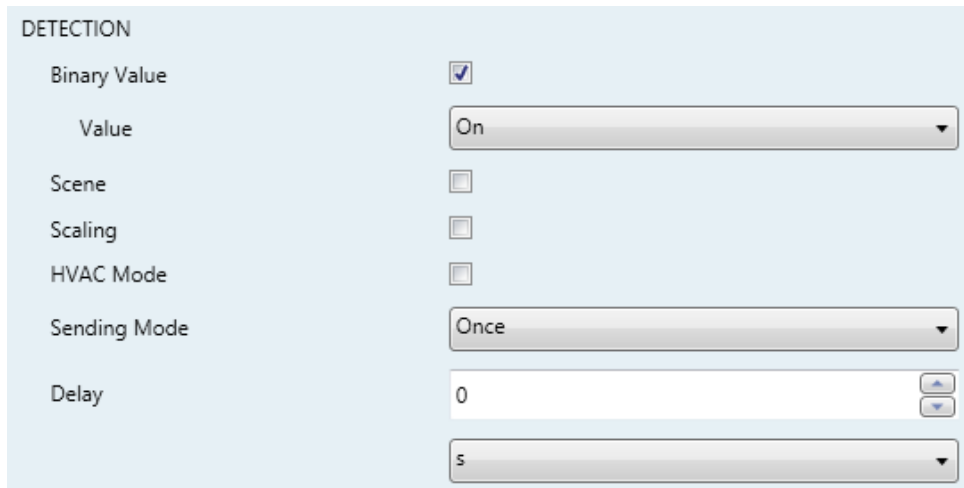 DETECTION
Binary Value
Value On
Scene
Scaling
HVAC Mode
Sending Mode Once
Delay 0
s